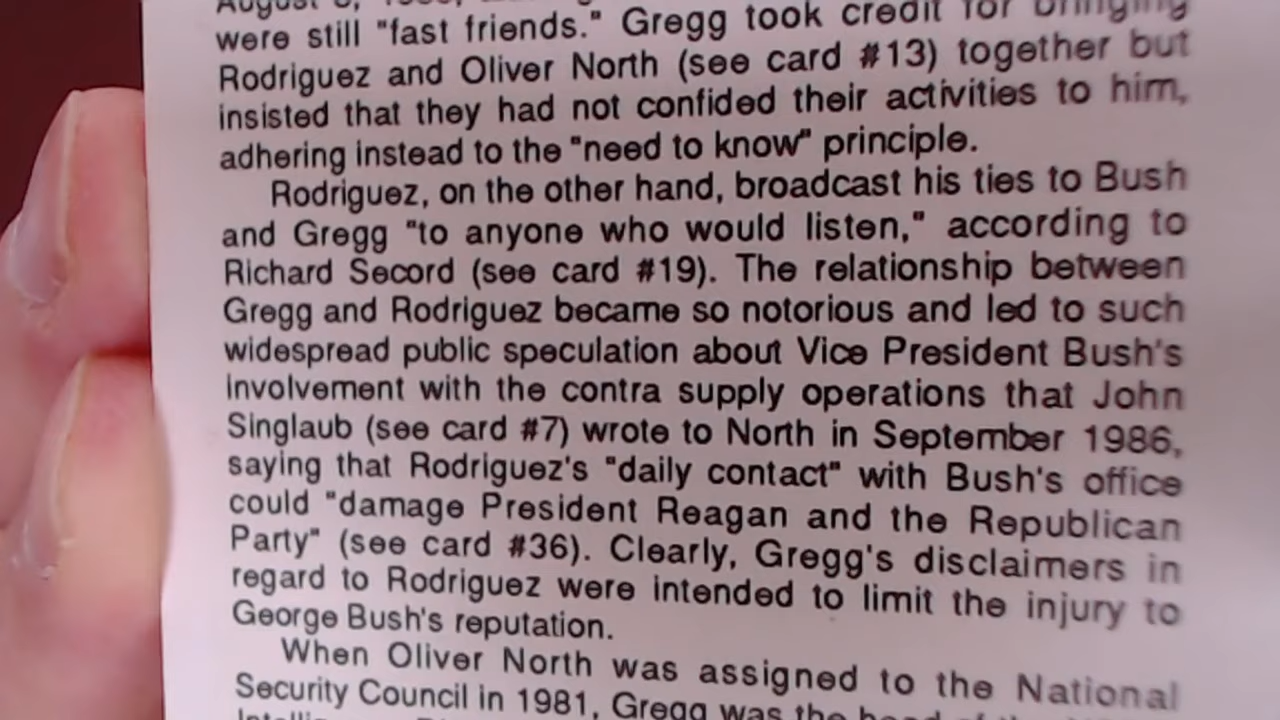 August
were still "fast friends." Gregg took credit for bringing
Rodriguez and Oliver North (see card #13) together but
insisted that they had not confided their activities to him,
adhering instead to the "need to know" principle.
Rodriguez, on the other hand, broadcast his ties to Bush
and Gregg "to anyone who would listen," according to
Richard Secord (see card #19). The relationship between
Gregg and Rodriguez became so notorious and led to such
widespread public speculation about Vice President Bush's
involvement with the contra supply operations that John
Singlaub (see card #7) wrote to North in September 1986,
saying that Rodriguez's "daily contact" with Bush's office
could "damage President Reagan and the Republican
Party" (see card #36). Clearly, Gregg's disclaimers in
regard to Rodriguez were intended to limit the injury to
George Bush's reputation.
When Oliver North was assigned to the National
Security Council in 1981, Gregg was the head of the